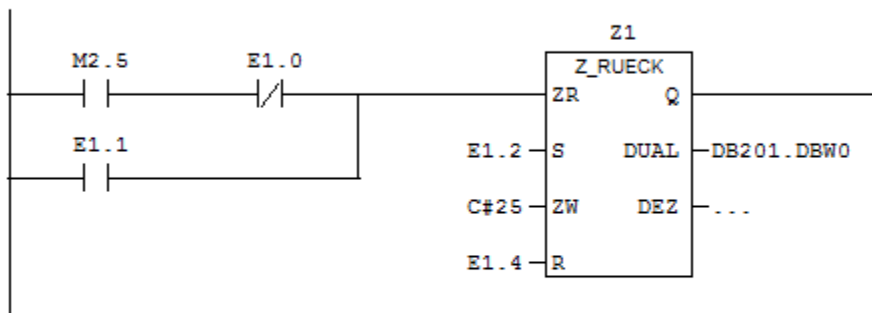 Z1
M2.5 E1.0 Z_RUECK
ZR Q
E1.1
E1.2 S DUAL DB201.DBW0
C#25 ZW DEZ ...
E1.4 R